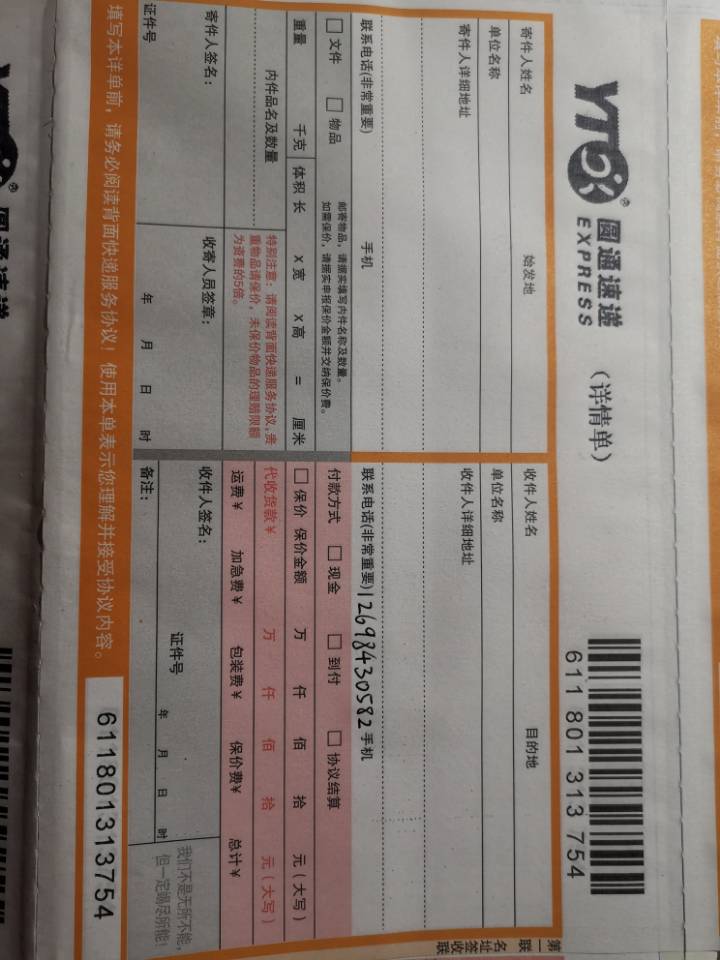 填写本详单前，请务必阅读背面快递服务协议
YTO 圆通速递 EXPRESS （详情单）
611 801 313 754
寄件人姓名 始发地
收件人姓名 目的地
单位名称
单位名称
寄件人详细地址
收件人详细地址
联系电话(非常重要) 手机
联系电话(非常重要)12698430582手机
第一联 名址签收联
文件 物品 邮寄物品，请据实填写内件名称及数量。
如需保价，请据实申报保价金额并交纳保价费。
付款方式 现金 到付 协议结算
重量 千克 体积 长 X宽 X高 = 厘米
保价 保价金额 万 仟 佰 拾 元（大写）
内件品名及数量
特别注意：请阅读背面快递服务协议，贵
重物品请保价，未保价物品的理赔限额
为资费的5倍。
代收货款¥ 万 仟 佰 拾 元（大写）
运费¥ 加急费¥ 包装费¥ 保价费¥ 总计¥
寄件人签名： 收寄人员签章：
证件号 年 月 日 时
收件人签名：
证件号 年 月 日 时
备注：
我们不是无所不能，
但一定竭尽所能！
填写本详单前，请务必阅读背面快递服务协议！使用本单表示您理解并接受协议内容。
611801313754
YTO 圆通速递